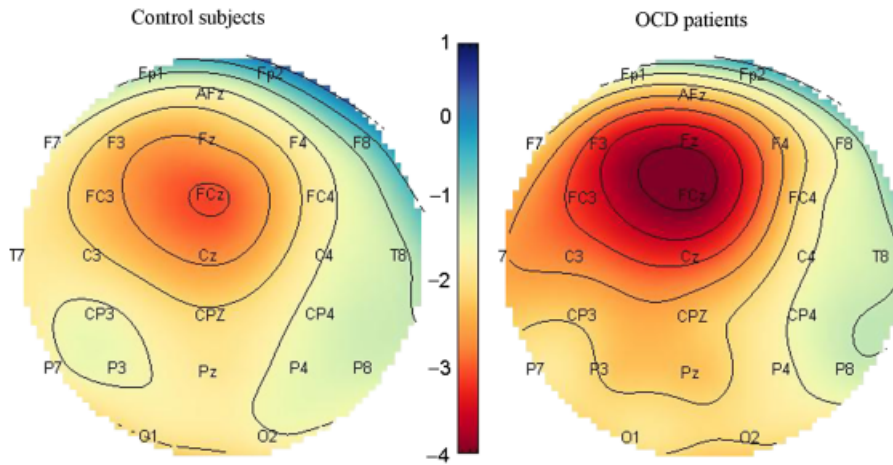 Control subjects OCD patients
1
Fp1 Fp2 Fp1 Fp2
AFz AFz
0
F7 F3 Fz F4 F8 F7 F3 Fz F4 F8
–1
FC3 FCz FC4 FC3 FCz FC4
T7 C3 Cz C4 T8 7 C3 Cz C4 T8
–2
CP3 CPZ CP4 CP3 CPZ CP4
–3
P7 P3 Pz P4 P8 P7 P3 Pz P4 P8
O1 O2 O1 O2
–4